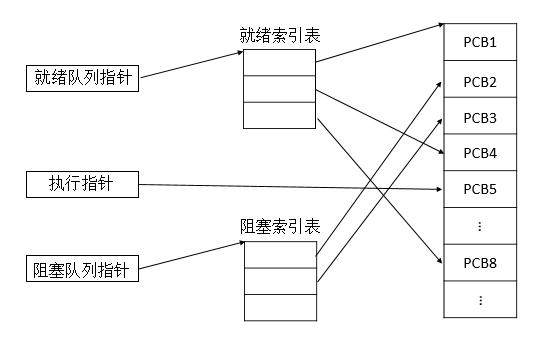 就绪索引表
就绪队列指针
执行指针
阻塞索引表
阻塞队列指针
PCB1
PCB2
PCB3
PCB4
PCB5
⋮
PCB8
⋮